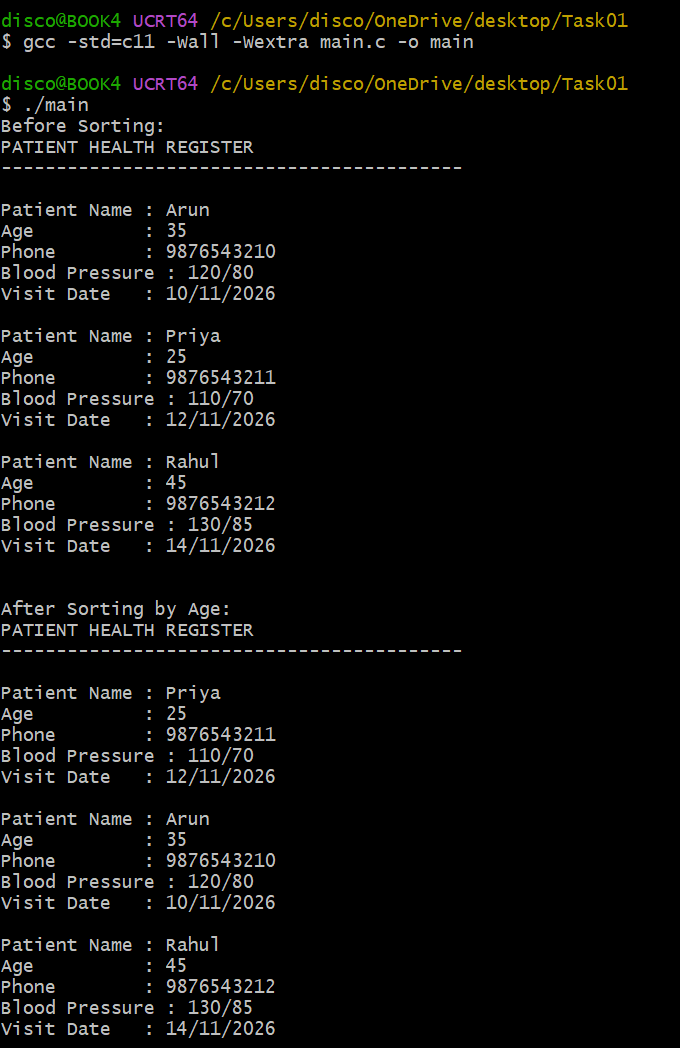 disco@BOOK4 UCRT64 /c/Users/disco/OneDrive/desktop/Task01
$ gcc -std=c11 -Wall -Wextra main.c -o main
disco@BOOK4 UCRT64 /c/Users/disco/OneDrive/desktop/Task01
$ ./main
Before Sorting:
PATIENT HEALTH REGISTER
------------------------------------------
Patient Name : Arun
Age          : 35
Phone        : 9876543210
Blood Pressure : 120/80
Visit Date   : 10/11/2026
Patient Name : Priya
Age          : 25
Phone        : 9876543211
Blood Pressure : 110/70
Visit Date   : 12/11/2026
Patient Name : Rahul
Age          : 45
Phone        : 9876543212
Blood Pressure : 130/85
Visit Date   : 14/11/2026
After Sorting by Age:
PATIENT HEALTH REGISTER
------------------------------------------
Patient Name : Priya
Age          : 25
Phone        : 9876543211
Blood Pressure : 110/70
Visit Date   : 12/11/2026
Patient Name : Arun
Age          : 35
Phone        : 9876543210
Blood Pressure : 120/80
Visit Date   : 10/11/2026
Patient Name : Rahul
Age          : 45
Phone        : 9876543212
Blood Pressure : 130/85
Visit Date   : 14/11/2026